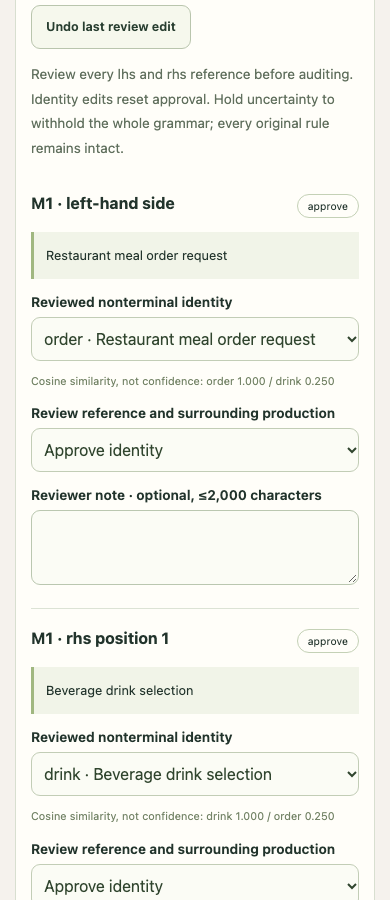 Undo last review edit
Review every lhs and rhs reference before auditing.
Identity edits reset approval. Hold uncertainty to
withhold the whole grammar; every original rule
remains intact.
M1 · left-hand side
approve
Restaurant meal order request
Reviewed nonterminal identity
order · Restaurant meal order request
Cosine similarity, not confidence: order 1.000 / drink 0.250
Review reference and surrounding production
Approve identity
Reviewer note · optional, ≤2,000 characters
M1 · rhs position 1
approve
Beverage drink selection
Reviewed nonterminal identity
drink · Beverage drink selection
Cosine similarity, not confidence: drink 1.000 / order 0.250
Review reference and surrounding production
Approve identity